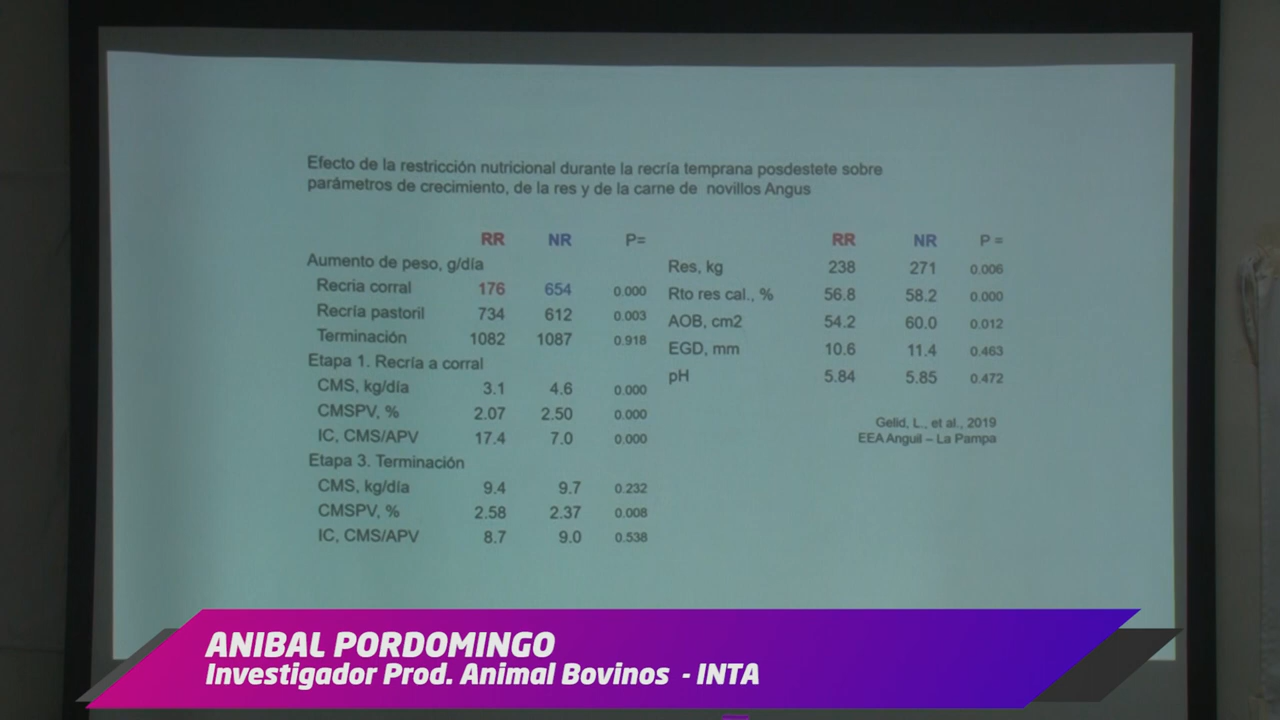 Efecto de la restricción nutricional durante la recría temprana posdestete sobre
parámetros de crecimiento, de la res y de la carne de novillos Angus
RR NR P=
Aumento de peso, g/día
Recria corral 176 654 0.000
Recría pastoril 734 612 0.003
Terminación 1082 1087 0.918
Etapa 1. Recría a corral
CMS, kg/día 3.1 4.6 0.000
CMSPV, % 2.07 2.50 0.000
IC, CMS/APV 17.4 7.0 0.000
Etapa 3. Terminación
CMS, kg/día 9.4 9.7 0.232
CMSPV, % 2.58 2.37 0.008
IC, CMS/APV 8.7 9.0 0.538
RR NR P =
Res, kg 238 271 0.006
Rto res cal., % 56.8 58.2 0.000
AOB, cm2 54.2 60.0 0.012
EGD, mm 10.6 11.4 0.463
pH 5.84 5.85 0.472
Gelid, L., et al., 2019
EEA Anguil – La Pampa
ANIBAL PORDOMINGO
Investigador Prod. Animal Bovinos - INTA